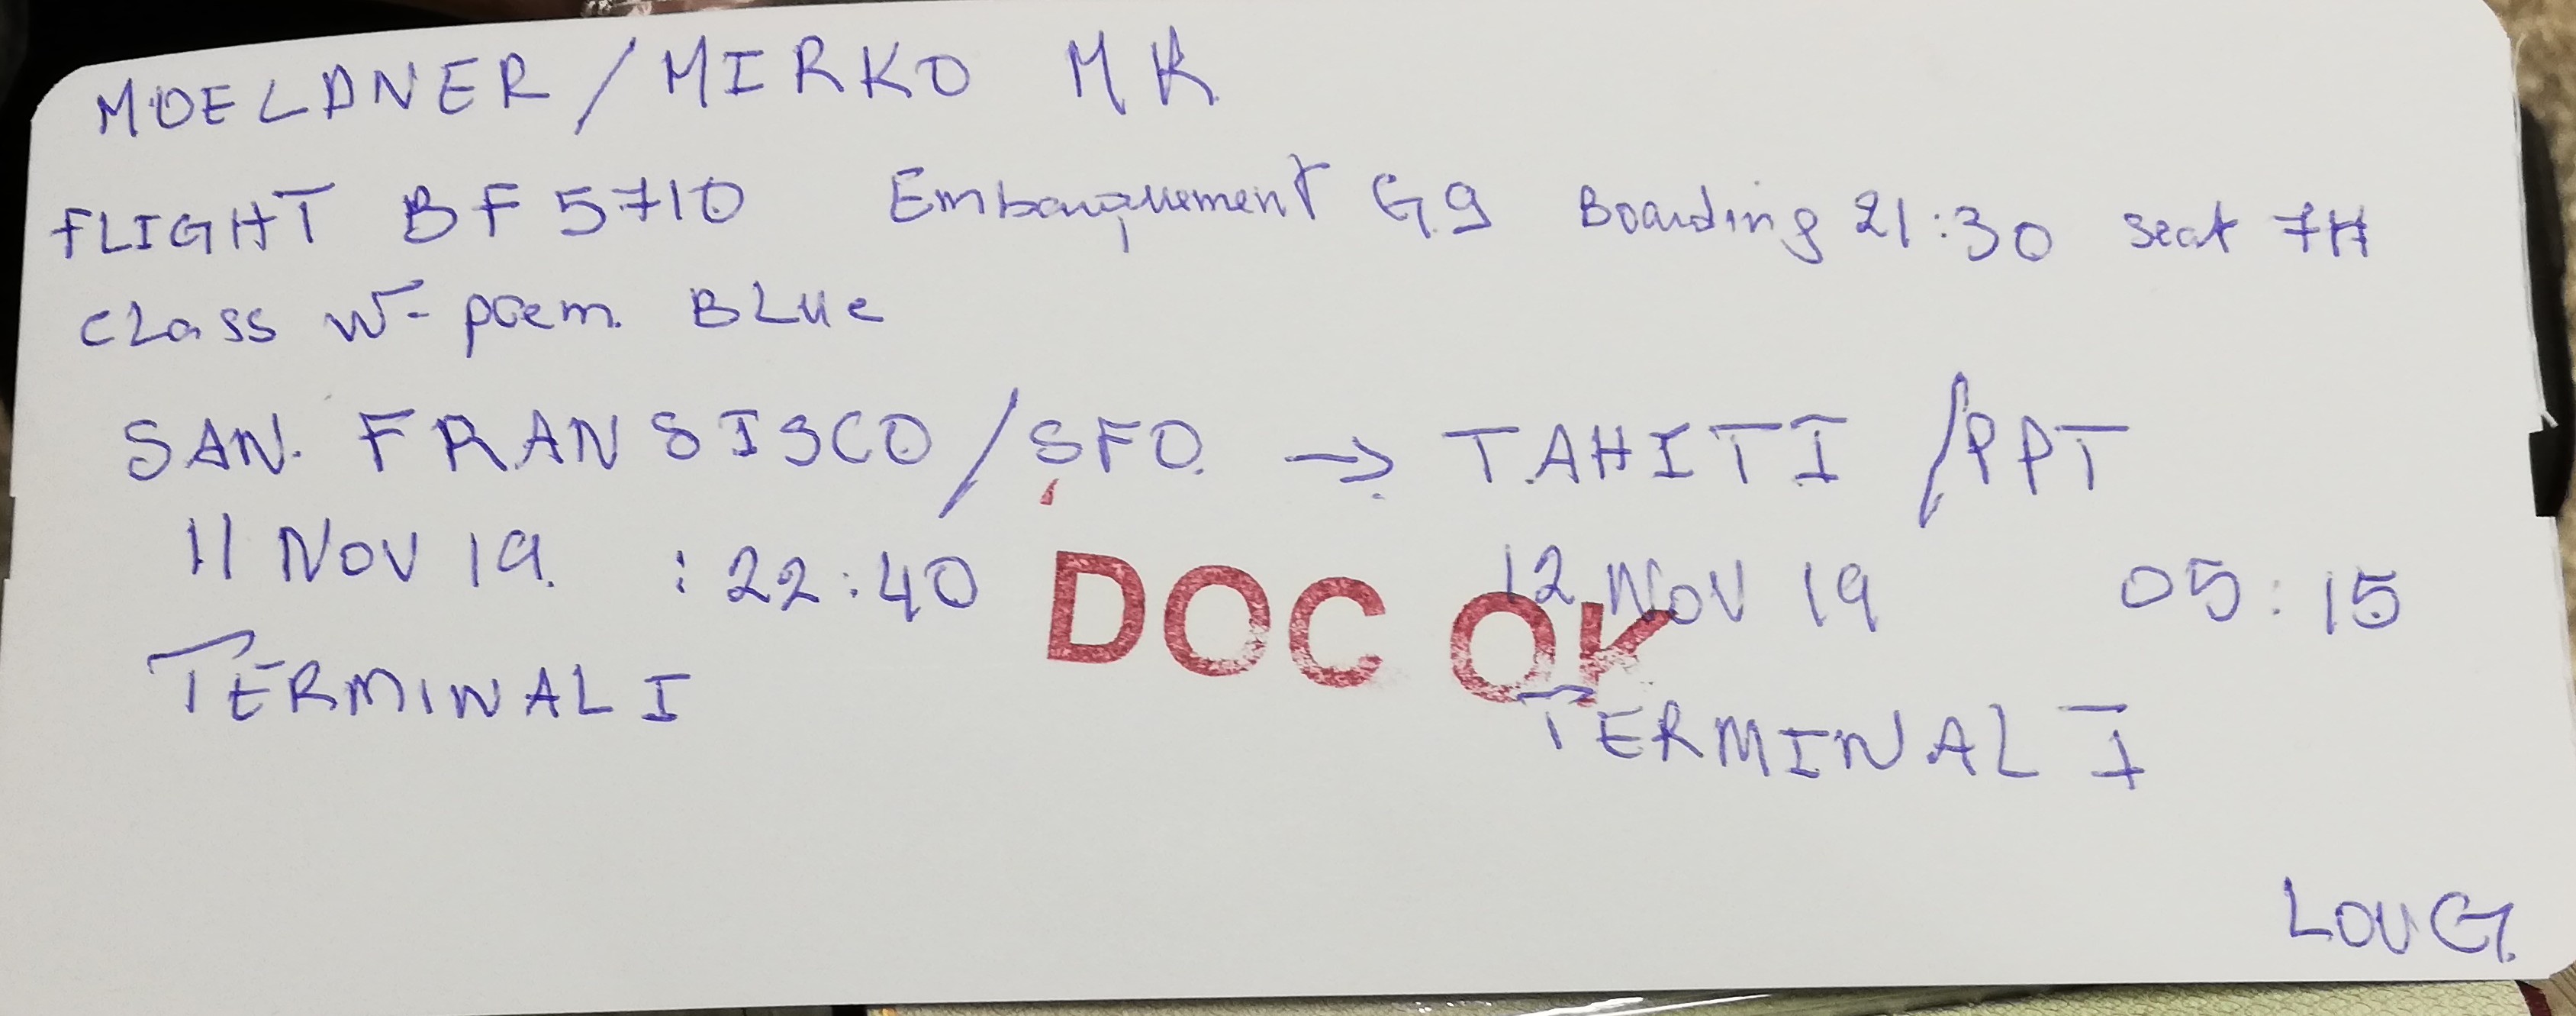 MOELDNER / MIRKO MR
FLIGHT BF 5710 Embarquement G9 Boarding 21:30 seat 7H
class W- prem. BLue
SAN. FRANSISCO / SFO. → TAHITI / PPT
11 NOV 19. : 22:40 12 NOV 19 05:15
DOC OK
TERMINAL I TERMINAL I
LOUG